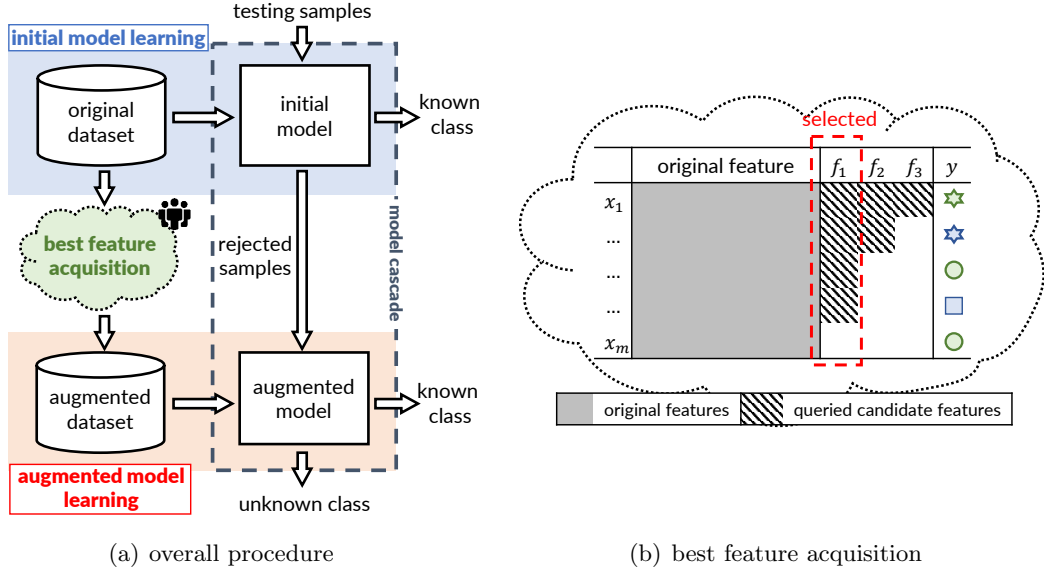 testing samples
initial model learning
original
dataset
initial
model
known
class
best feature
acquisition
rejected
samples
model cascade
augmented
dataset
augmented
model
known
class
augmented model
learning
unknown class
(a) overall procedure
selected
original feature f₁ f₂ f₃ y
x₁
...
...
...
xₘ
original features queried candidate features
(b) best feature acquisition